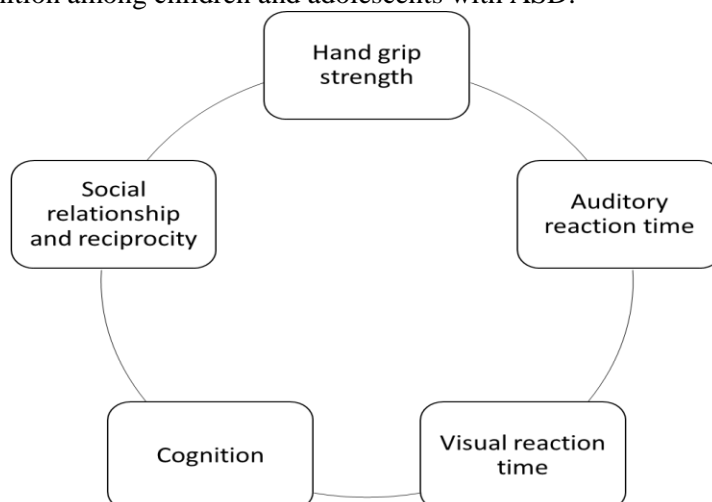 among children and adolescents with ASD.
Hand grip
strength
Auditory
reaction time
Visual reaction
time
Cognition
Social
relationship
and reciprocity